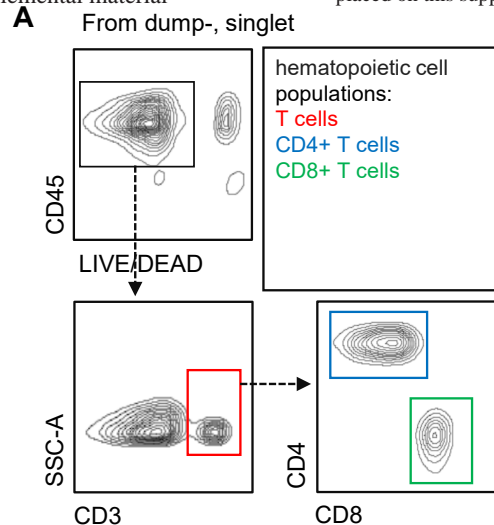 A
From dump-, singlet
hematopoietic cell
populations:
T cells
CD4+ T cells
CD8+ T cells
CD45
LIVE/DEAD
SSC-A
CD3
CD4
CD8